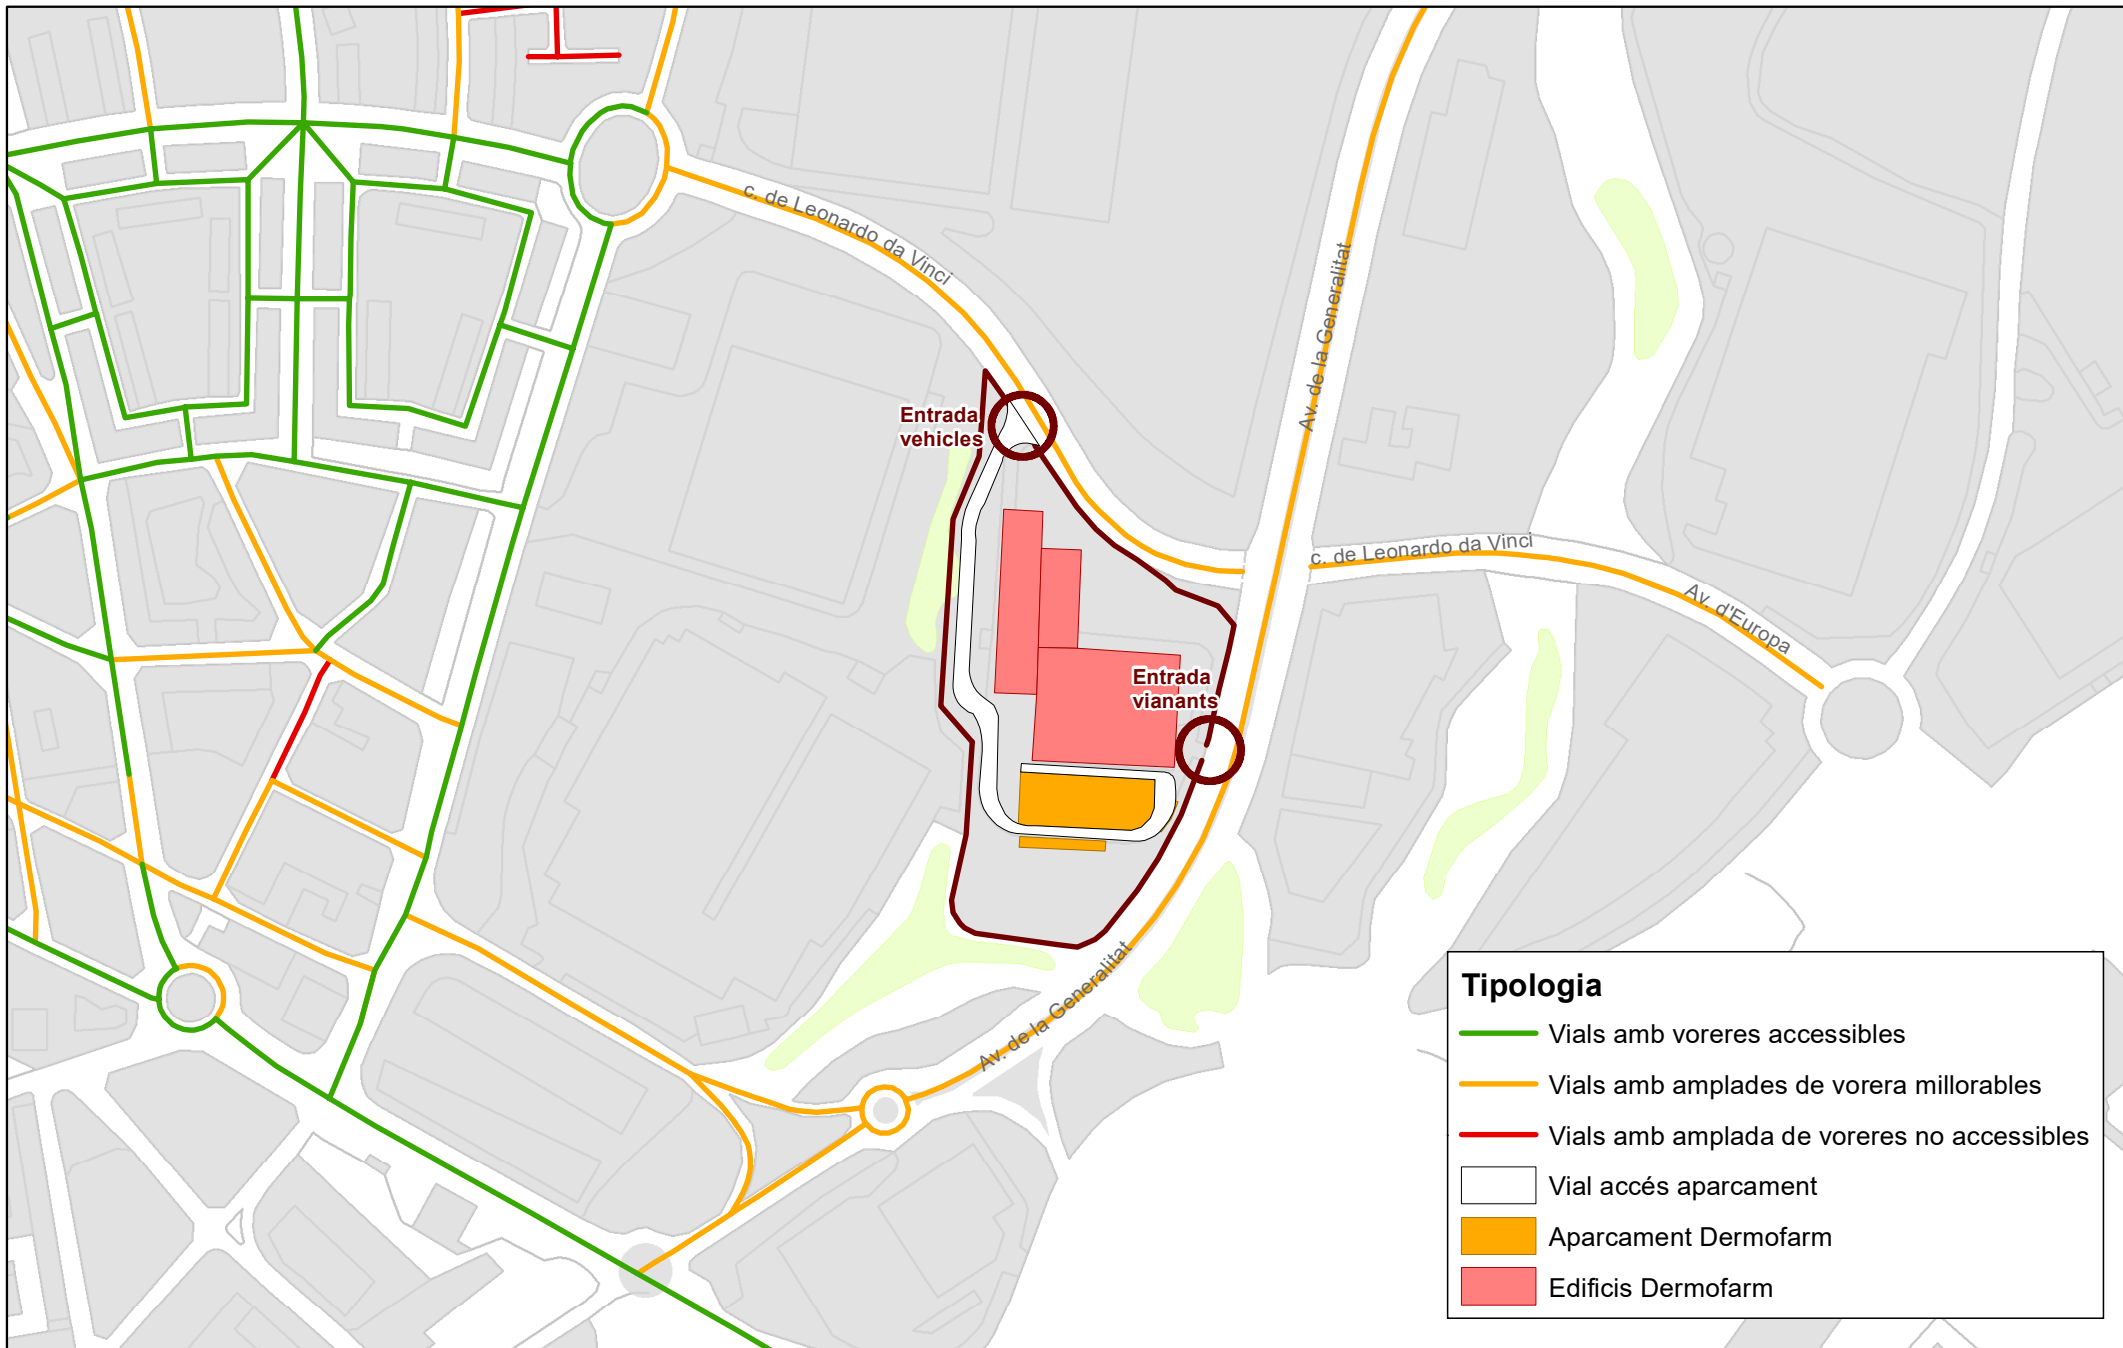 c. de Leonardo da Vinci
Av. de la Generalitat
Entrada
vehicles
c. de Leonardo da Vinci
Av. d'Europa
Entrada
vianants
Av. de la Generalitat
Tipologia
Vials amb voreres accessibles
Vials amb amplades de vorera millorables
Vials amb amplada de voreres no accessibles
Vial accés aparcament
Aparcament Dermofarm
Edificis Dermofarm